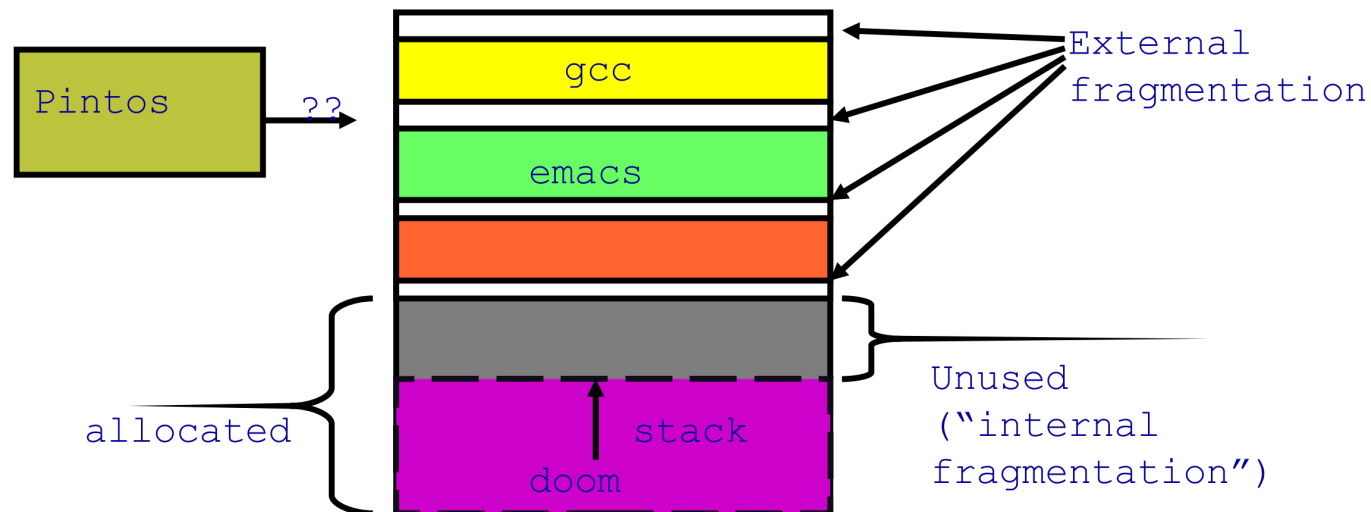 Pintos
??
gcc
emacs
External
fragmentation
allocated
stack
doom
Unused
(“internal
fragmentation”)